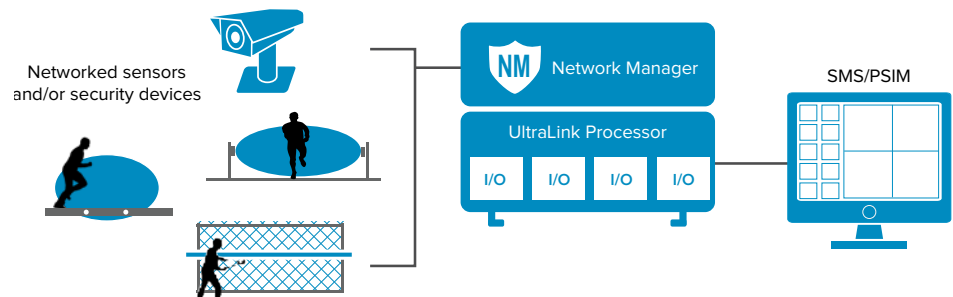 Networked sensors
and/or security devices
NM
Network Manager
UltraLink Processor
I/O
I/O
I/O
I/O
SMS/PSIM